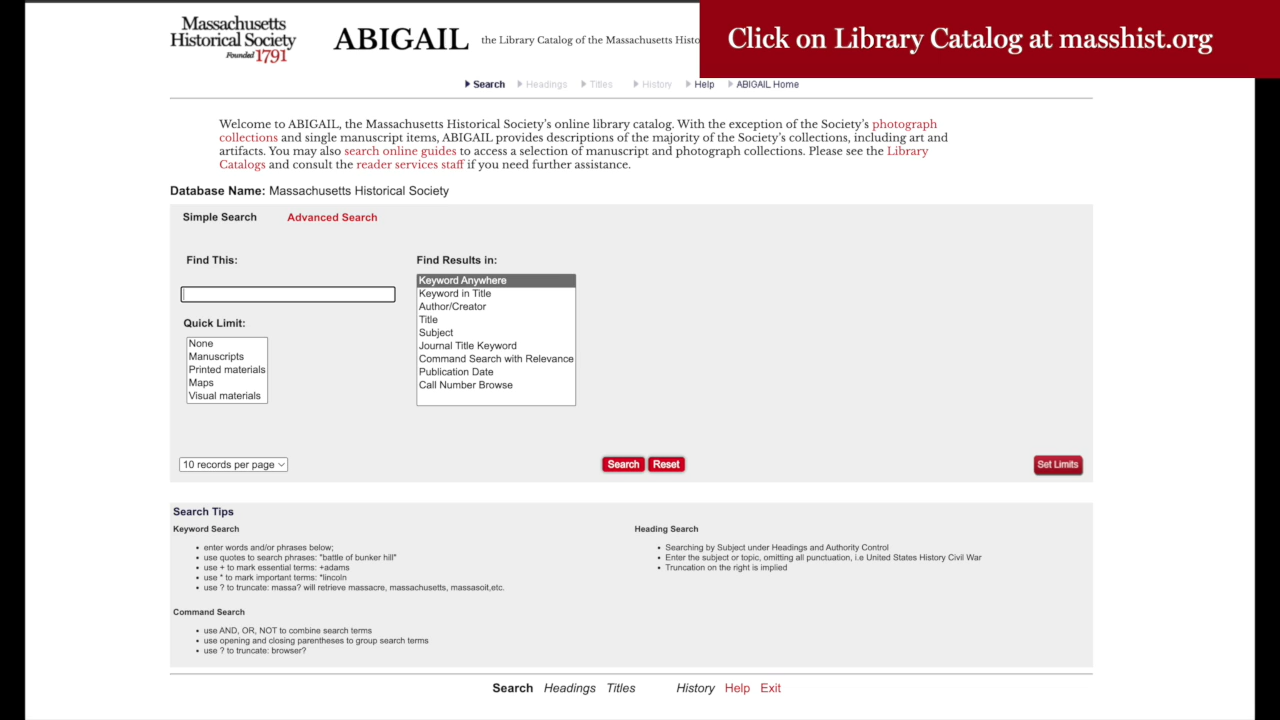 Massachusetts
Historical Society
Founded 1791
ABIGAIL the Library Catalog of the Massachusetts Histo
Click on Library Catalog at masshist.org
Search Headings Titles History Help ABIGAIL Home
Welcome to ABIGAIL, the Massachusetts Historical Society's online library catalog. With the exception of the Society's photograph
collections and single manuscript items, ABIGAIL provides descriptions of the majority of the Society's collections, including art and
artifacts. You may also search online guides to access a selection of manuscript and photograph collections. Please see the Library
Catalogs and consult the reader services staff if you need further assistance.
Database Name: Massachusetts Historical Society
Simple Search Advanced Search
Find This:
Quick Limit:
None
Manuscripts
Printed materials
Maps
Visual materials
Find Results in:
Keyword Anywhere
Keyword in Title
Author/Creator
Title
Subject
Journal Title Keyword
Command Search with Relevance
Publication Date
Call Number Browse
10 records per page
Search Reset
Set Limits
Search Tips
Keyword Search
• enter words and/or phrases below;
• use quotes to search phrases: "battle of bunker hill"
• use + to mark essential terms: +adams
• use * to mark important terms: *lincoln
• use ? to truncate: massa? will retrieve massacre, massachusetts, massasoit,etc.
Command Search
• use AND, OR, NOT to combine search terms
• use opening and closing parentheses to group search terms
• use ? to truncate: browser?
Heading Search
• Searching by Subject under Headings and Authority Control
• Enter the subject or topic, omitting all punctuation, i.e United States History Civil War
• Truncation on the right is implied
Search Headings Titles History Help Exit